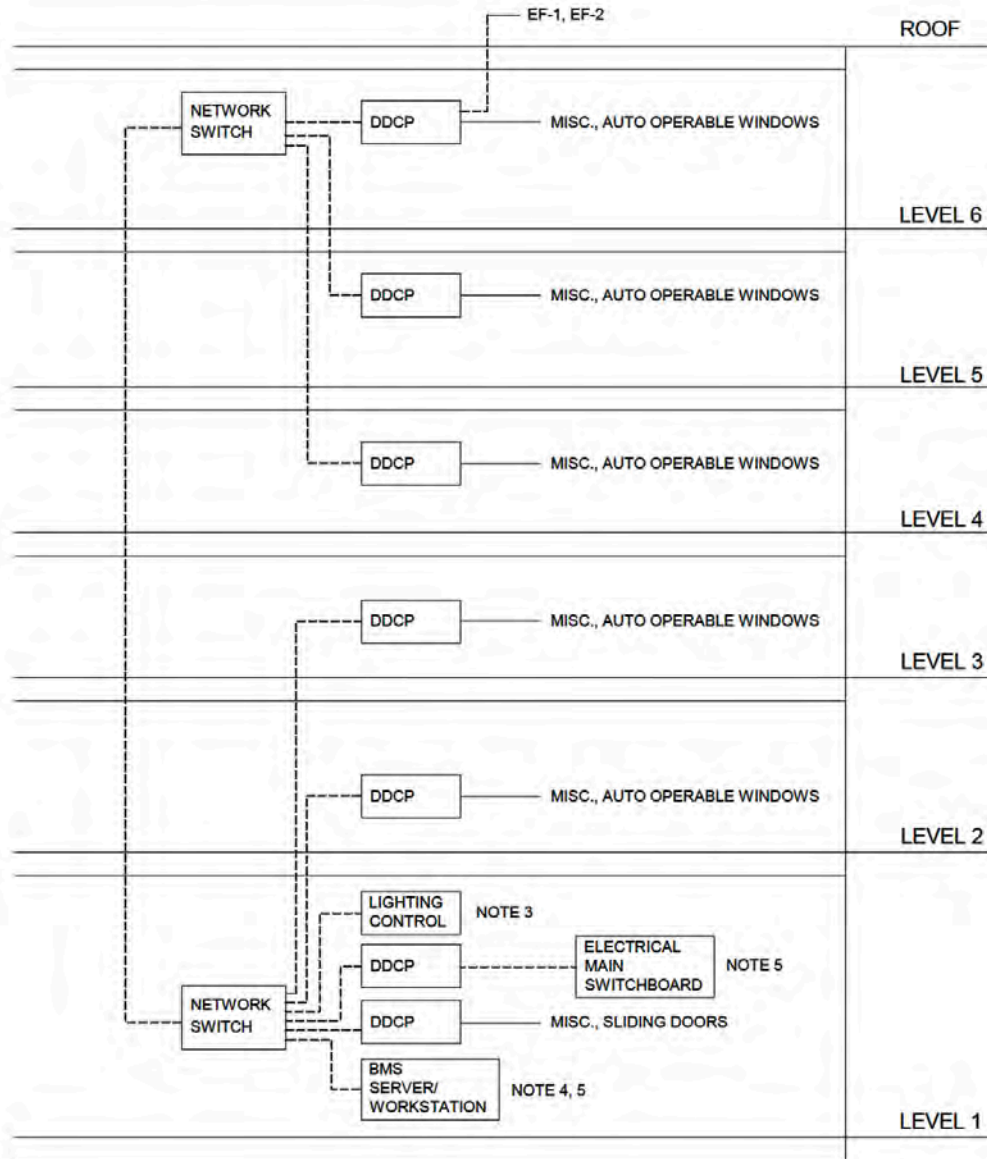 EF-1, EF-2
ROOF
NETWORK
SWITCH
DDCP
MISC., AUTO OPERABLE WINDOWS
LEVEL 6
DDCP
MISC., AUTO OPERABLE WINDOWS
LEVEL 5
DDCP
MISC., AUTO OPERABLE WINDOWS
LEVEL 4
DDCP
MISC., AUTO OPERABLE WINDOWS
LEVEL 3
DDCP
MISC., AUTO OPERABLE WINDOWS
LEVEL 2
LIGHTING
CONTROL
NOTE 3
DDCP
ELECTRICAL
MAIN
SWITCHBOARD
NOTE 5
NETWORK
SWITCH
DDCP
MISC., SLIDING DOORS
BMS
SERVER/
WORKSTATION
NOTE 4, 5
LEVEL 1